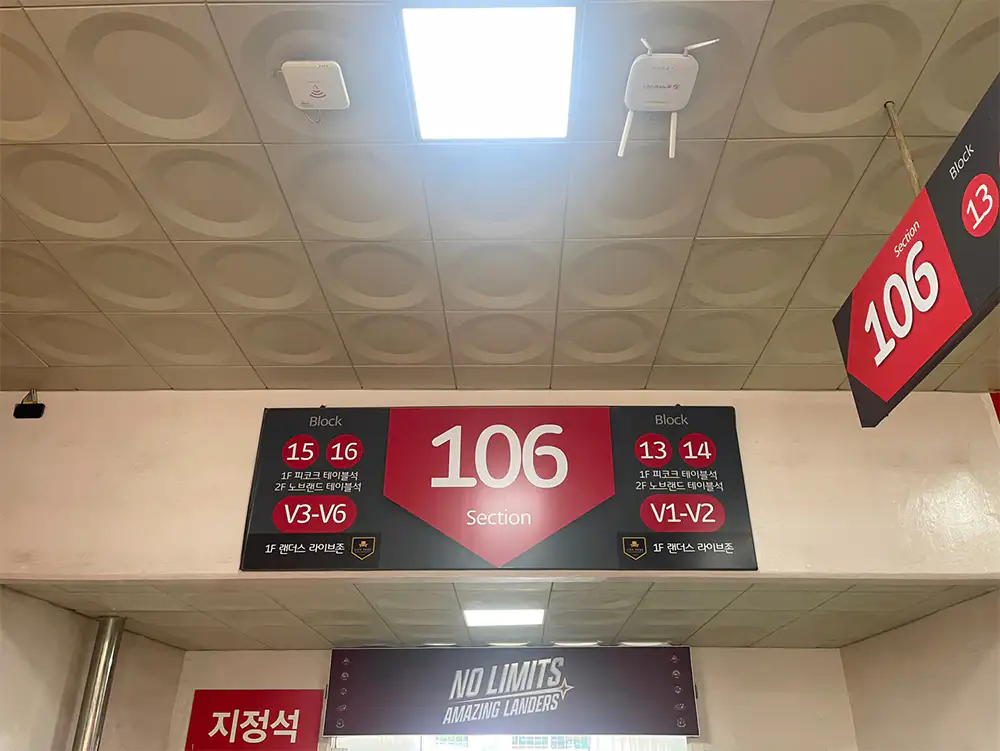 Block
13
Section
106
Block
15 16
1F 피코크 테이블석
2F 노브랜드 테이블석
V3-V6
1F 랜더스 라이브존
106
Section
Block
13 14
1F 피코크 테이블석
2F 노브랜드 테이블석
V1-V2
1F 랜더스 라이브존
NO LIMITS
AMAZING LANDERS
지정석